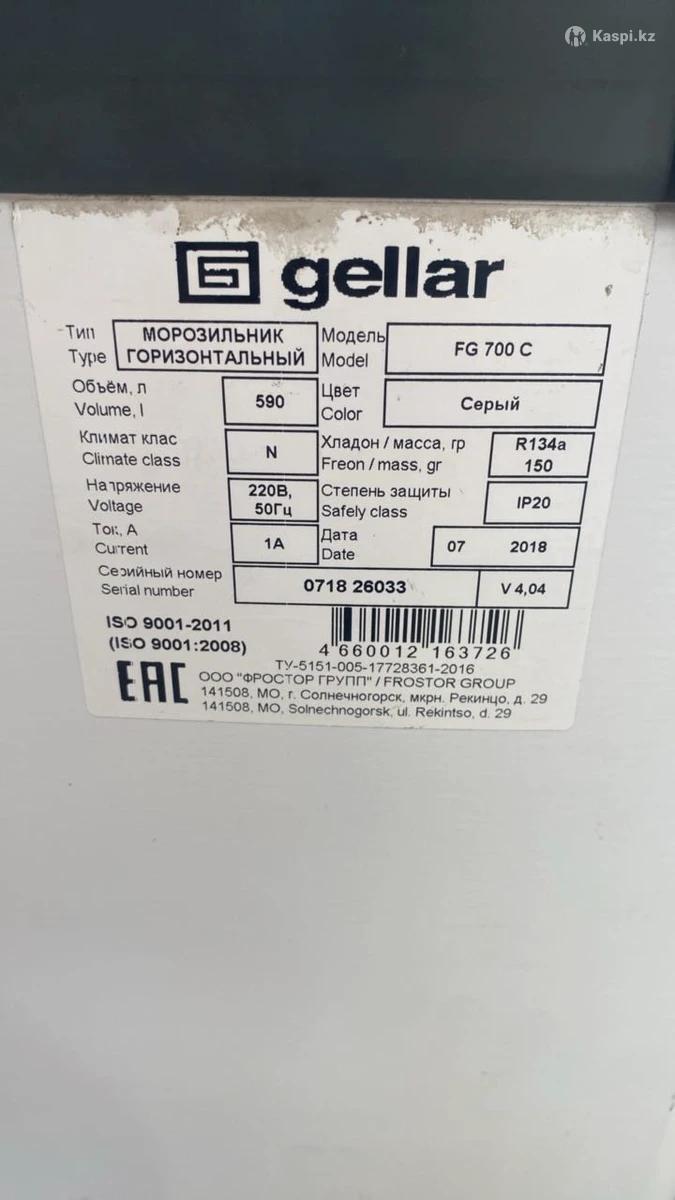 Kaspi.kz
gellar
Тип МОРОЗИЛЬНИК Модель FG 700 C
Type ГОРИЗОНТАЛЬНЫЙ Model
Объём, л 590 Цвет Серый
Volume, l Color
Климат клас N Хладон / масса, гр R134a
Climate class Freon / mass, gr 150
Напряжение 220В, Степень защиты IP20
Voltage 50Гц Safely class
Ток, А 1А Дата 07 2018
Current Date
Серийный номер 0718 26033 V 4,04
Serial number
ISO 9001-2011
(ISO 9001:2008)
4 660012 163726
ТУ-5151-005-17728361-2016
EAC ООО "ФРОСТОР ГРУПП" / FROSTOR GROUP
141508, МО, г. Солнечногорск, мкрн. Рекинцо, д. 29
141508, MO, Solnechnogorsk, ul. Rekintso, d. 29